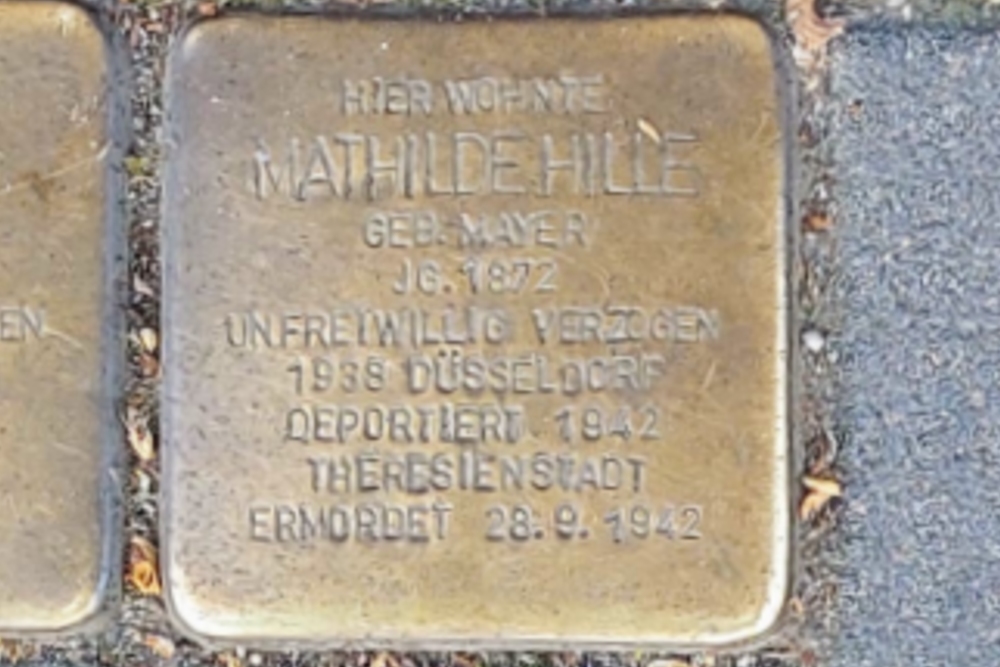 HIER WOHNTE
MATHILDE HILLE
GEB. MAYER
JG. 1872
UNFREIWILLIG VERZOGEN
1938 DÜSSELDORF
DEPORTIERT 1942
THERESIENSTADT
ERMORDET 28.9.1942